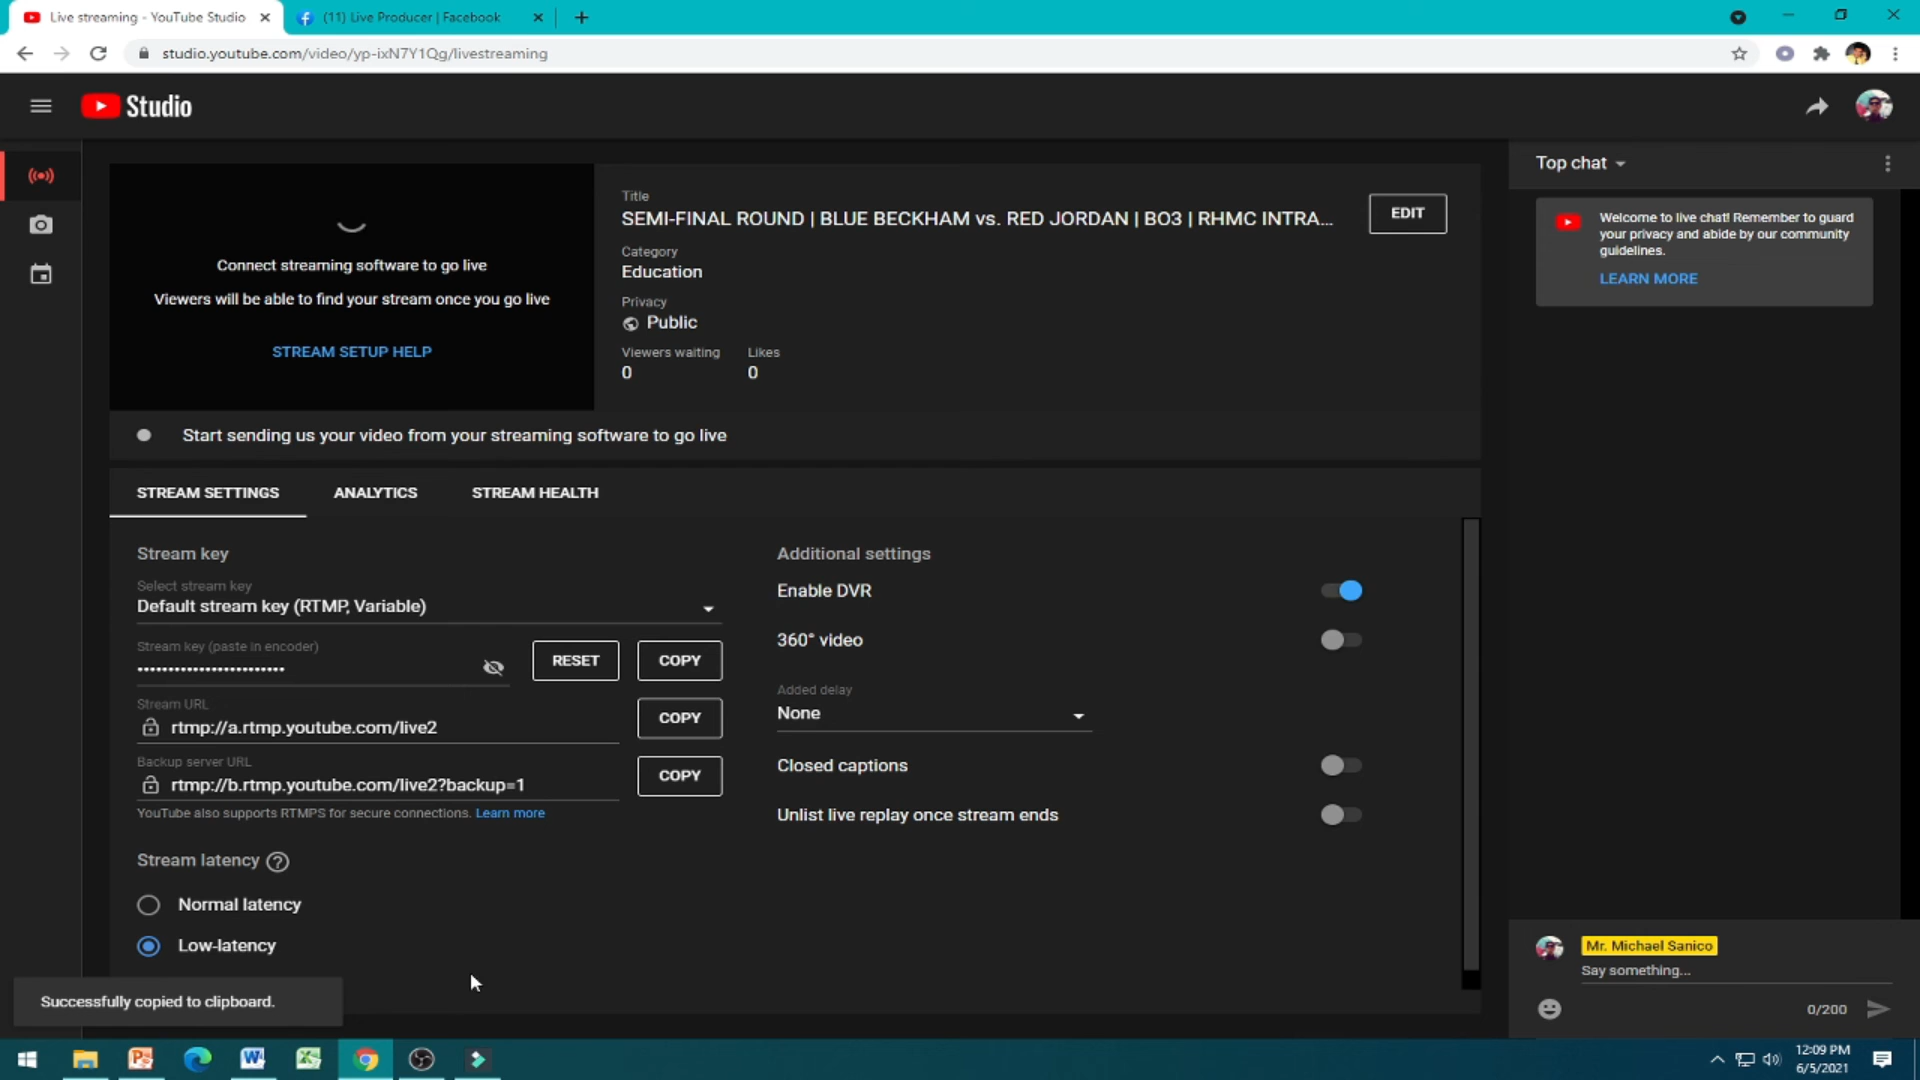 Live streaming - YouTube Studio
(11) Live Producer | Facebook
studio.youtube.com/video/yp-ixN7Y1Qg/livestreaming
Studio
Connect streaming software to go live
Viewers will be able to find your stream once you go live
STREAM SETUP HELP
Title
SEMI-FINAL ROUND | BLUE BECKHAM vs. RED JORDAN | BO3 | RHMC INTRA...
EDIT
Category
Education
Privacy
Public
Viewers waiting
Likes
0
0
Start sending us your video from your streaming software to go live
STREAM SETTINGS
ANALYTICS
STREAM HEALTH
Stream key
Select stream key
Default stream key (RTMP, Variable)
Stream key (paste in encoder)
••••••••••••••••••••••••
RESET
COPY
Stream URL
rtmp://a.rtmp.youtube.com/live2
COPY
Backup server URL
rtmp://b.rtmp.youtube.com/live2?backup=1
COPY
YouTube also supports RTMPS for secure connections. Learn more
Stream latency
Normal latency
Low-latency
Additional settings
Enable DVR
360° video
Added delay
None
Closed captions
Unlist live replay once stream ends
Successfully copied to clipboard.
Top chat
Welcome to live chat! Remember to guard
your privacy and abide by our community
guidelines.
LEARN MORE
Mr. Michael Sanico
Say something...
0/200
12:09 PM
6/5/2021